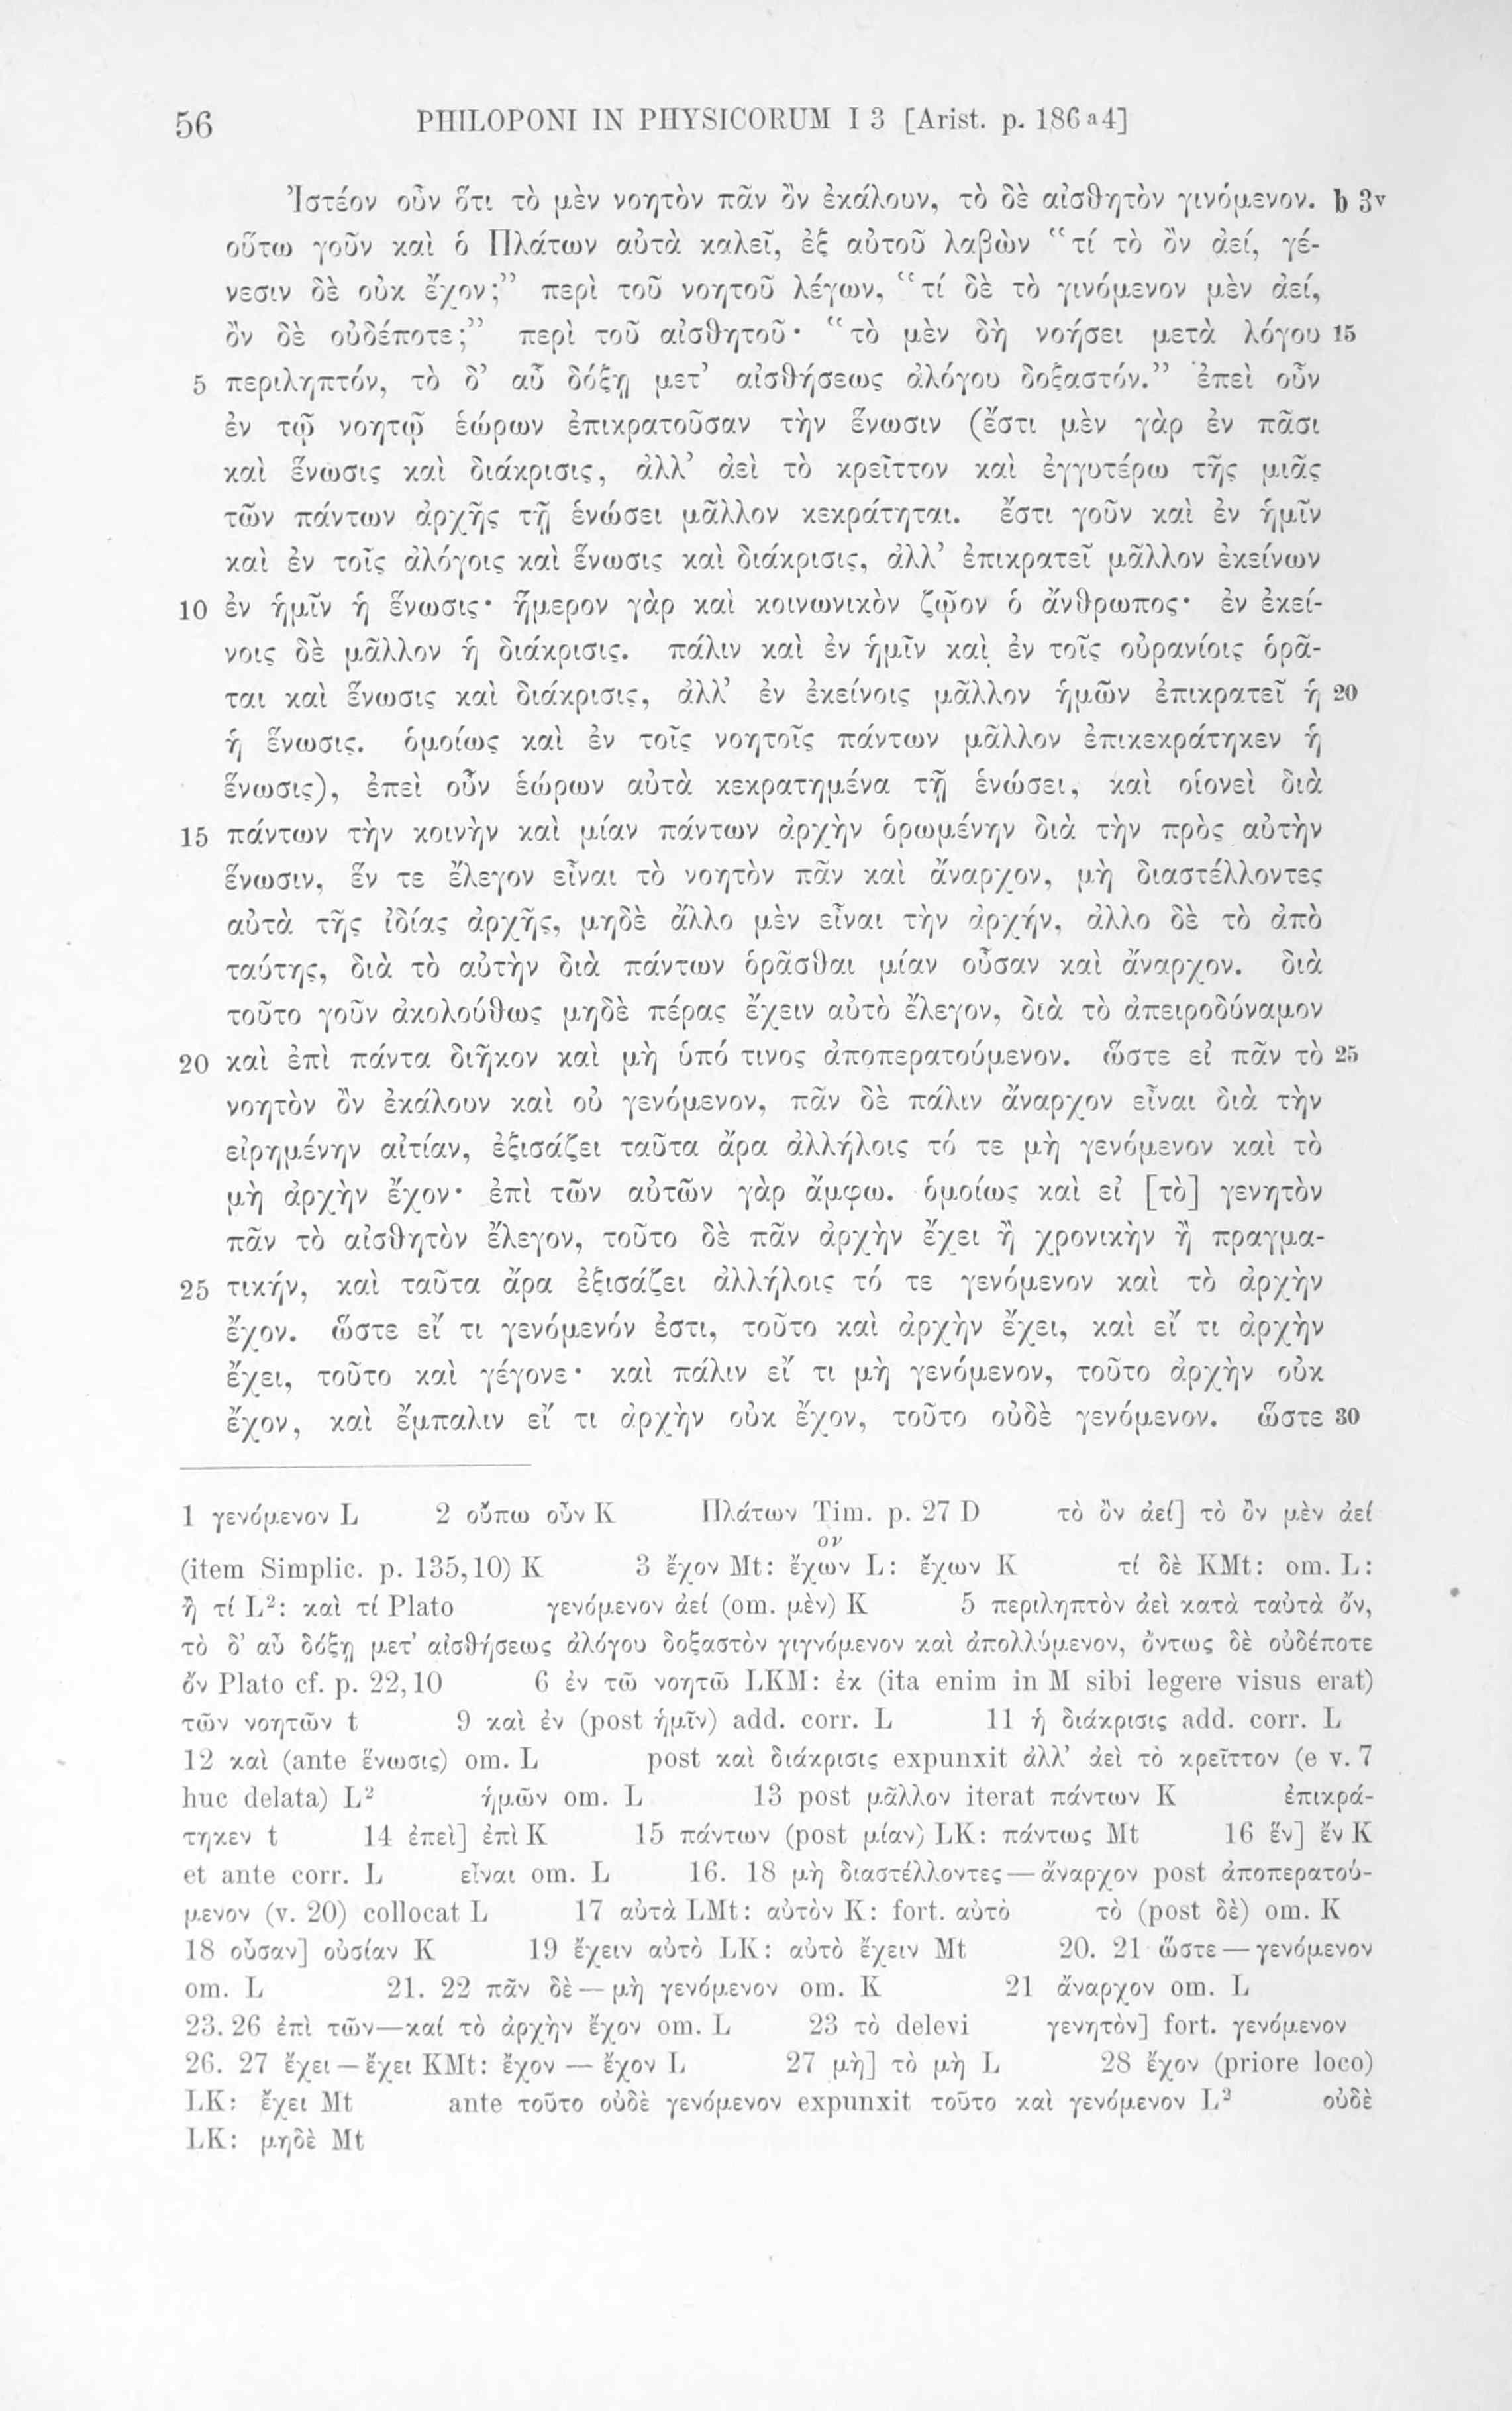 56 PHILOPONI IN PHYSICORUM I 3 [Arist. p. 186 a 4]
Ἰστέον οὖν ὅτι τὸ μὲν νοητὸν πᾶν ὂν ἐκάλουν, τὸ δὲ αἰσθητὸν γινόμενον. b 3v
οὕτω γοῦν καὶ ὁ Πλάτων αὐτὰ καλεῖ, ἐξ αὐτοῦ λαβὼν “τί τὸ ὂν ἀεί, γέ-
νεσιν δὲ οὐκ ἔχον;” περὶ τοῦ νοητοῦ λέγων, “τί δὲ τὸ γινόμενον μὲν ἀεί,
ὂν δὲ οὐδέποτε;” περὶ τοῦ αἰσθητοῦ· “τὸ μὲν δὴ νοήσει μετὰ λόγου 15
5 περιληπτόν, τὸ δ’ αὖ δόξῃ μετ’ αἰσθήσεως ἀλόγου δοξαστόν.” ἐπεὶ οὖν
ἐν τῷ νοητῷ ἑώρων ἐπικρατοῦσαν τὴν ἕνωσιν (ἔστι μὲν γὰρ ἐν πᾶσι
καὶ ἕνωσις καὶ διάκρισις, ἀλλ’ ἀεὶ τὸ κρεῖττον καὶ ἐγγυτέρω τῆς μιᾶς
τῶν πάντων ἀρχῆς τῇ ἑνώσει μᾶλλον κεκράτηται. ἔστι γοῦν καὶ ἐν ἡμῖν
καὶ ἐν τοῖς ἀλόγοις καὶ ἕνωσις καὶ διάκρισις, ἀλλ’ ἐπικρατεῖ μᾶλλον ἐκείνων
10 ἐν ἡμῖν ἡ ἕνωσις· ἥμερον γὰρ καὶ κοινωνικὸν ζῷον ὁ ἄνθρωπος· ἐν ἐκεί-
νοις δὲ μᾶλλον ἡ διάκρισις. πάλιν καὶ ἐν ἡμῖν καὶ ἐν τοῖς οὐρανίοις ὁρᾶ-
ται καὶ ἕνωσις καὶ διάκρισις, ἀλλ’ ἐν ἐκείνοις μᾶλλον ἡμῶν ἐπικρατεῖ ἡ 20
ἡ ἕνωσις. ὁμοίως καὶ ἐν τοῖς νοητοῖς πάντων μᾶλλον ἐπικεκράτηκεν ἡ
ἕνωσις), ἐπεὶ οὖν ἑώρων αὐτὰ κεκρατημένα τῇ ἑνώσει, καὶ οἱονεὶ διὰ
15 πάντων τὴν κοινὴν καὶ μίαν πάντων ἀρχὴν ὁρωμένην διὰ τὴν πρὸς αὐτὴν
ἕνωσιν, ἕν τε ἔλεγον εἶναι τὸ νοητὸν πᾶν καὶ ἄναρχον, μὴ διαστέλλοντες
αὐτὰ τῆς ἰδίας ἀρχῆς, μηδὲ ἄλλο μὲν εἶναι τὴν ἀρχήν, ἄλλο δὲ τὸ ἀπὸ
ταύτης, διὰ τὸ αὐτὴν διὰ πάντων ὁρᾶσθαι μίαν οὖσαν καὶ ἄναρχον. διὰ
τοῦτο γοῦν ἀκολούθως μηδὲ πέρας ἔχειν αὐτὸ ἔλεγον, διὰ τὸ ἀπειροδύναμον
20 καὶ ἐπὶ πάντα διῆκον καὶ μὴ ὑπό τινος ἀποπερατούμενον. ὥστε εἰ πᾶν τὸ 25
νοητὸν ὂν ἐκάλουν καὶ οὐ γενόμενον, πᾶν δὲ πάλιν ἄναρχον εἶναι διὰ τὴν
εἰρημένην αἰτίαν, ἐξισάζει ταῦτα ἄρα ἀλλήλοις τό τε μὴ γενόμενον καὶ τὸ
μὴ ἀρχὴν ἔχον· ἐπὶ τῶν αὐτῶν γὰρ ἄμφω. ὁμοίως καὶ εἰ [τὸ] γενητὸν
πᾶν τὸ αἰσθητὸν ἔλεγον, τοῦτο δὲ πᾶν ἀρχὴν ἔχει ἢ χρονικὴν ἢ πραγμα-
25 τικήν, καὶ ταῦτα ἄρα ἐξισάζει ἀλλήλοις τό τε γενόμενον καὶ τὸ ἀρχὴν
ἔχον. ὥστε εἴ τι γενόμενόν ἐστι, τοῦτο καὶ ἀρχὴν ἔχει, καὶ εἴ τι ἀρχὴν
ἔχει, τοῦτο καὶ γέγονε· καὶ πάλιν εἴ τι μὴ γενόμενον, τοῦτο ἀρχὴν οὐκ
ἔχον, καὶ ἔμπαλιν εἴ τι ἀρχὴν οὐκ ἔχον, τοῦτο οὐδὲ γενόμενον. ὥστε 30
1 γενόμενον L 2 οὔπω οὖν K Πλάτων Tim. p. 27 D τὸ ὂν ἀεί] τὸ ὂν μὲν ἀεί
ον
(item Simplic. p. 135,10) K 3 ἔχον Mt: ἔχων L: ἔχων K τί δὲ KMt: om. L:
ἢ τί L²: καὶ τί Plato γενόμενον ἀεί (om. μὲν) K 5 περιληπτὸν ἀεὶ κατὰ ταὐτὰ ὄν,
τὸ δ’ αὖ δόξῃ μετ’ αἰσθήσεως ἀλόγου δοξαστὸν γιγνόμενον καὶ ἀπολλύμενον, ὄντως δὲ οὐδέποτε
ὄν Plato cf. p. 22,10 6 ἐν τῶ νοητῶ LKM: ἐκ (ita enim in M sibi legere visus erat)
τῶν νοητῶν t 9 καὶ ἐν (post ἡμῖν) add. corr. L 11 ἡ διάκρισις add. corr. L
12 καὶ (ante ἕνωσις) om. L post καὶ διάκρισις expunxit ἀλλ’ ἀεὶ τὸ κρεῖττον (e v. 7
huc delata) L² ἡμῶν om. L 13 post μᾶλλον iterat πάντων K ἐπικρά-
τηκεν t 14 ἐπεὶ] ἐπὶ K 15 πάντων (post μίαν) LK: πάντως Mt 16 ἕν] ἔν K
et ante corr. L εἶναι om. L 16. 18 μὴ διαστέλλοντες — ἄναρχον post ἀποπερατού-
μενον (v. 20) collocat L 17 αὐτὰ LMt: αὐτὸν K: fort. αὐτὸ τὸ (post δὲ) om. K
18 οὖσαν] οὐσίαν K 19 ἔχειν αὐτὸ LK: αὐτὸ ἔχειν Mt 20. 21 ὥστε — γενόμενον
om. L 21. 22 πᾶν δὲ — μὴ γενόμενον om. K 21 ἄναρχον om. L
23. 26 ἐπὶ τῶν — καί τὸ ἀρχὴν ἔχον om. L 23 τὸ delevi γενητὸν] fort. γενόμενον
26. 27 ἔχει — ἔχει KMt: ἔχον — ἔχον L 27 μὴ] τὸ μὴ L 28 ἔχον (priore loco)
LK: ἔχει Mt ante τοῦτο οὐδὲ γενόμενον expunxit τοῦτο καὶ γενόμενον L² οὐδὲ
LK: μηδὲ Mt